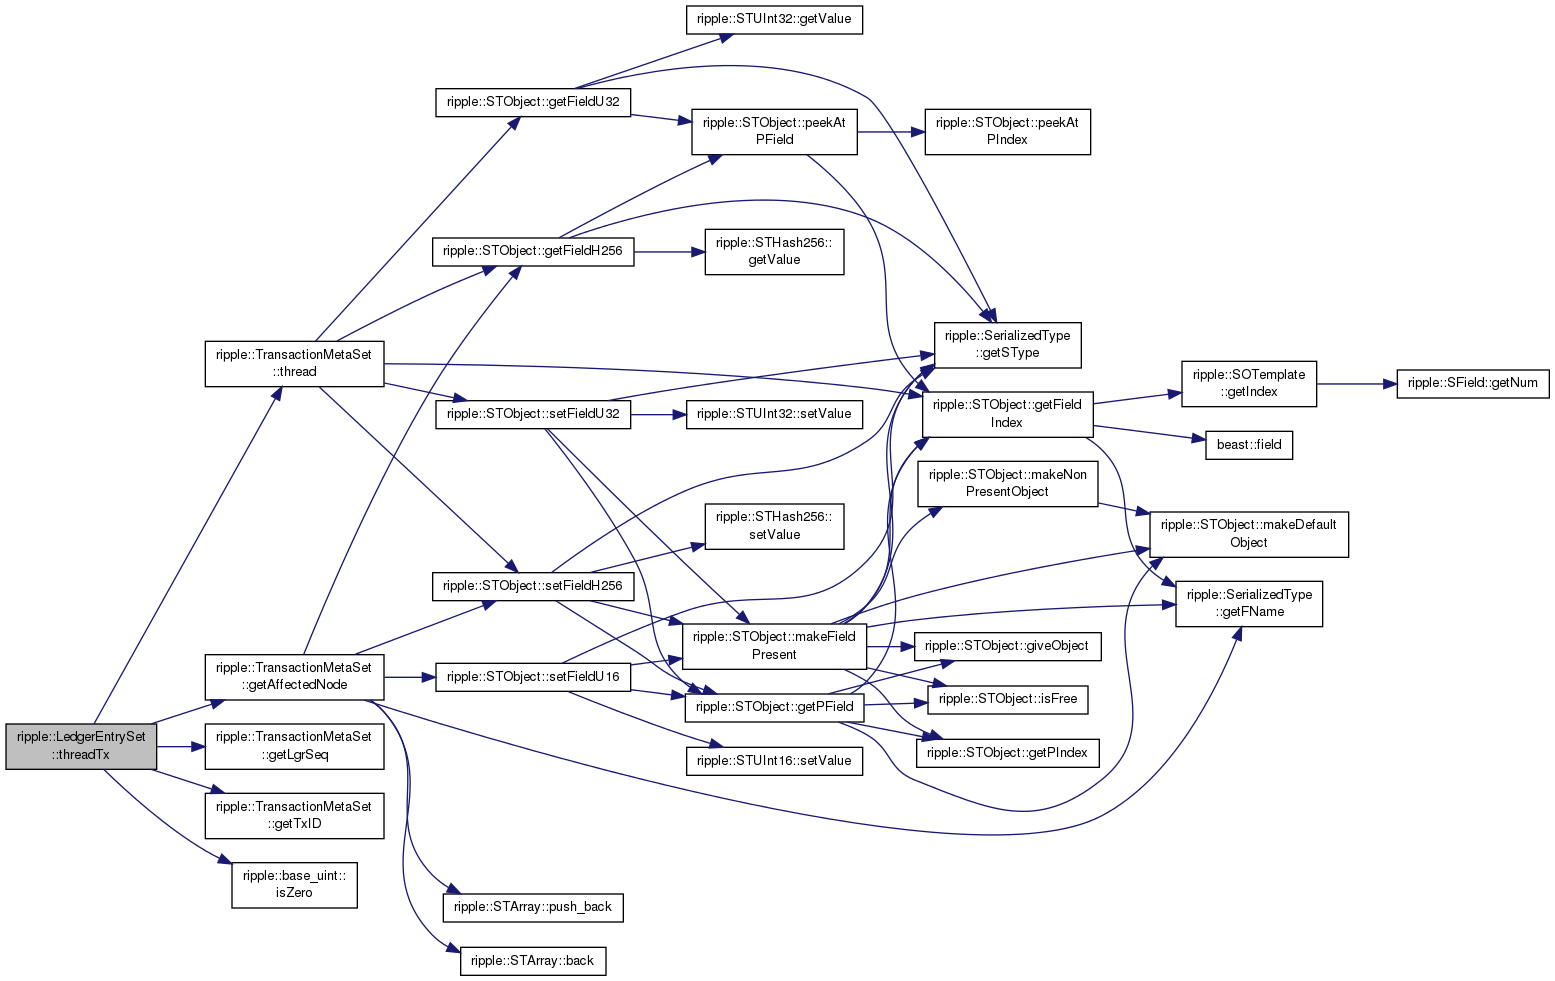 ripple::LedgerEntrySet
::threadTx
ripple::TransactionMetaSet
::thread
ripple::TransactionMetaSet
::getAffectedNode
ripple::TransactionMetaSet
::getLgrSeq
ripple::TransactionMetaSet
::getTxID
ripple::base_uint::
isZero
ripple::STObject::getFieldU32
ripple::STObject::getFieldH256
ripple::STObject::setFieldU32
ripple::STObject::setFieldH256
ripple::STObject::setFieldU16
ripple::STArray::push_back
ripple::STArray::back
ripple::STUInt32::getValue
ripple::STObject::peekAt
PField
ripple::STHash256::
getValue
ripple::STUInt32::setValue
ripple::STHash256::
setValue
ripple::STObject::makeField
Present
ripple::STObject::getPField
ripple::STUInt16::setValue
ripple::STObject::peekAt
PIndex
ripple::SerializedType
::getSType
ripple::STObject::getField
Index
ripple::STObject::makeNon
PresentObject
ripple::STObject::giveObject
ripple::STObject::isFree
ripple::STObject::getPIndex
ripple::SOTemplate
::getIndex
beast::field
ripple::STObject::makeDefault
Object
ripple::SerializedType
::getFName
ripple::SField::getNum